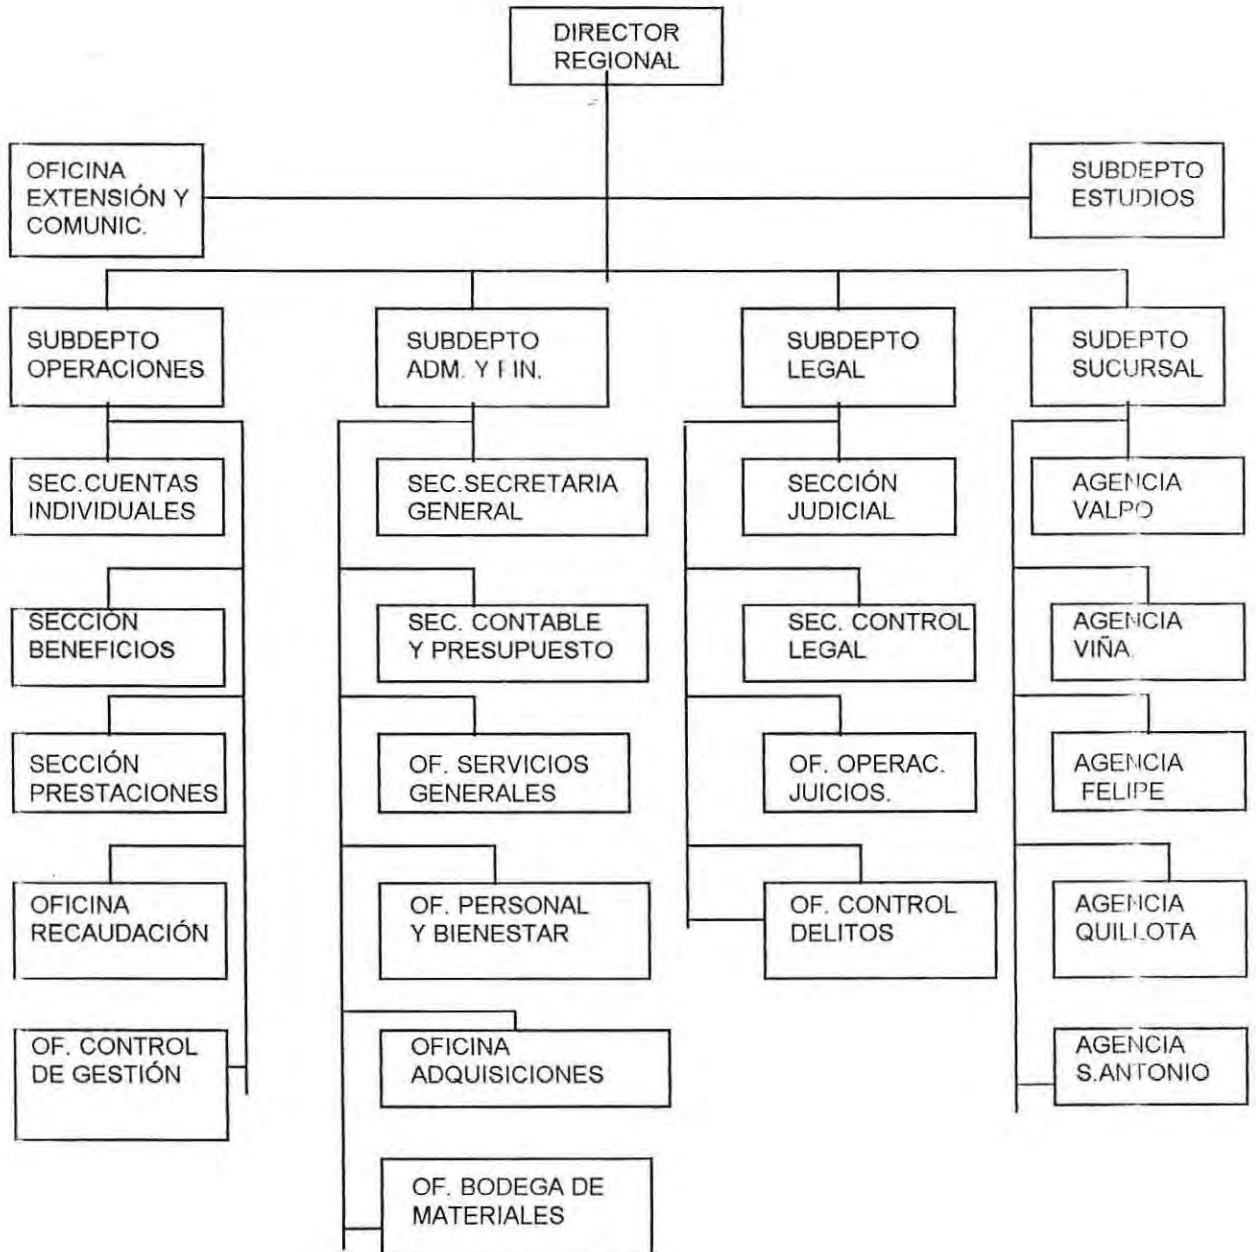 DIRECTOR
REGIONAL
OFICINA
EXTENSIÓN Y
COMUNIC.
SUBDEPTO
ESTUDIOS
SUBDEPTO
OPERACIONES
SUBDEPTO
ADM. Y FIN.
SUBDEPTO
LEGAL
SUDEPTO
SUCURSAL
SEC.CUENTAS
INDIVIDUALES
SEC.SECRETARIA
GENERAL
SECCIÓN
JUDICIAL
AGENCIA
VALPO
SECCIÓN
BENEFICIOS
SEC. CONTABLE
Y PRESUPUESTO
SEC. CONTROL
LEGAL
AGENCIA
VIÑA.
SECCIÓN
PRESTACIONES
OF. SERVICIOS
GENERALES
OF. OPERAC.
JUICIOS.
AGENCIA
FELIPE
OFICINA
RECAUDACIÓN
OF. PERSONAL
Y BIENESTAR
OF. CONTROL
DELITOS
AGENCIA
QUILLOTA
OF. CONTROL
DE GESTIÓN
OFICINA
ADQUISICIONES
AGENCIA
S.ANTONIO
OF. BODEGA DE
MATERIALES